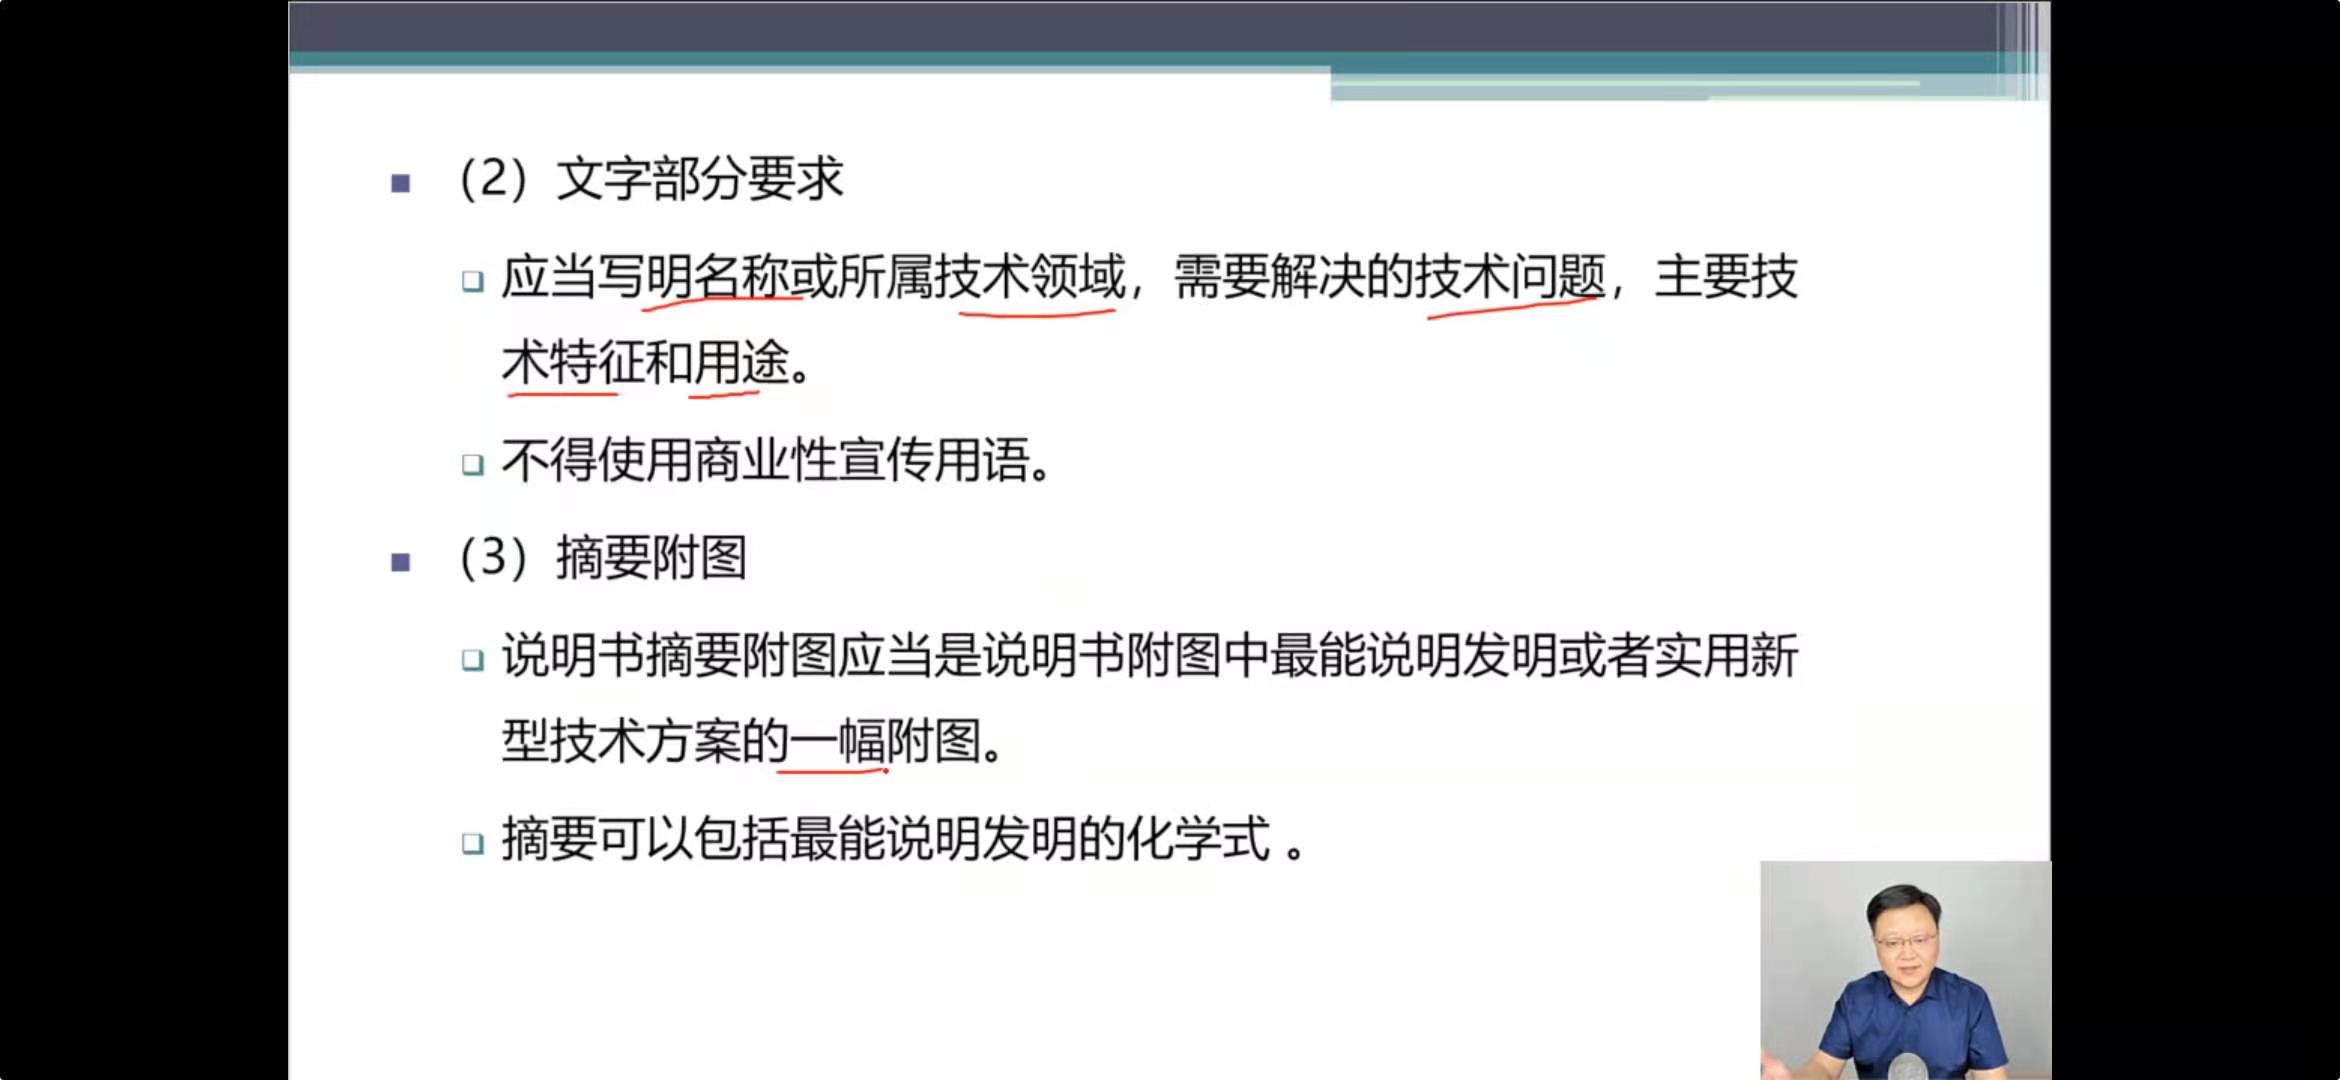 （2）文字部分要求
应当写明名称或所属技术领域，需要解决的技术问题，主要技
术特征和用途。
不得使用商业性宣传用语。
（3）摘要附图
说明书摘要附图应当是说明书附图中最能说明发明或者实用新
型技术方案的一幅附图。
摘要可以包括最能说明发明的化学式 。